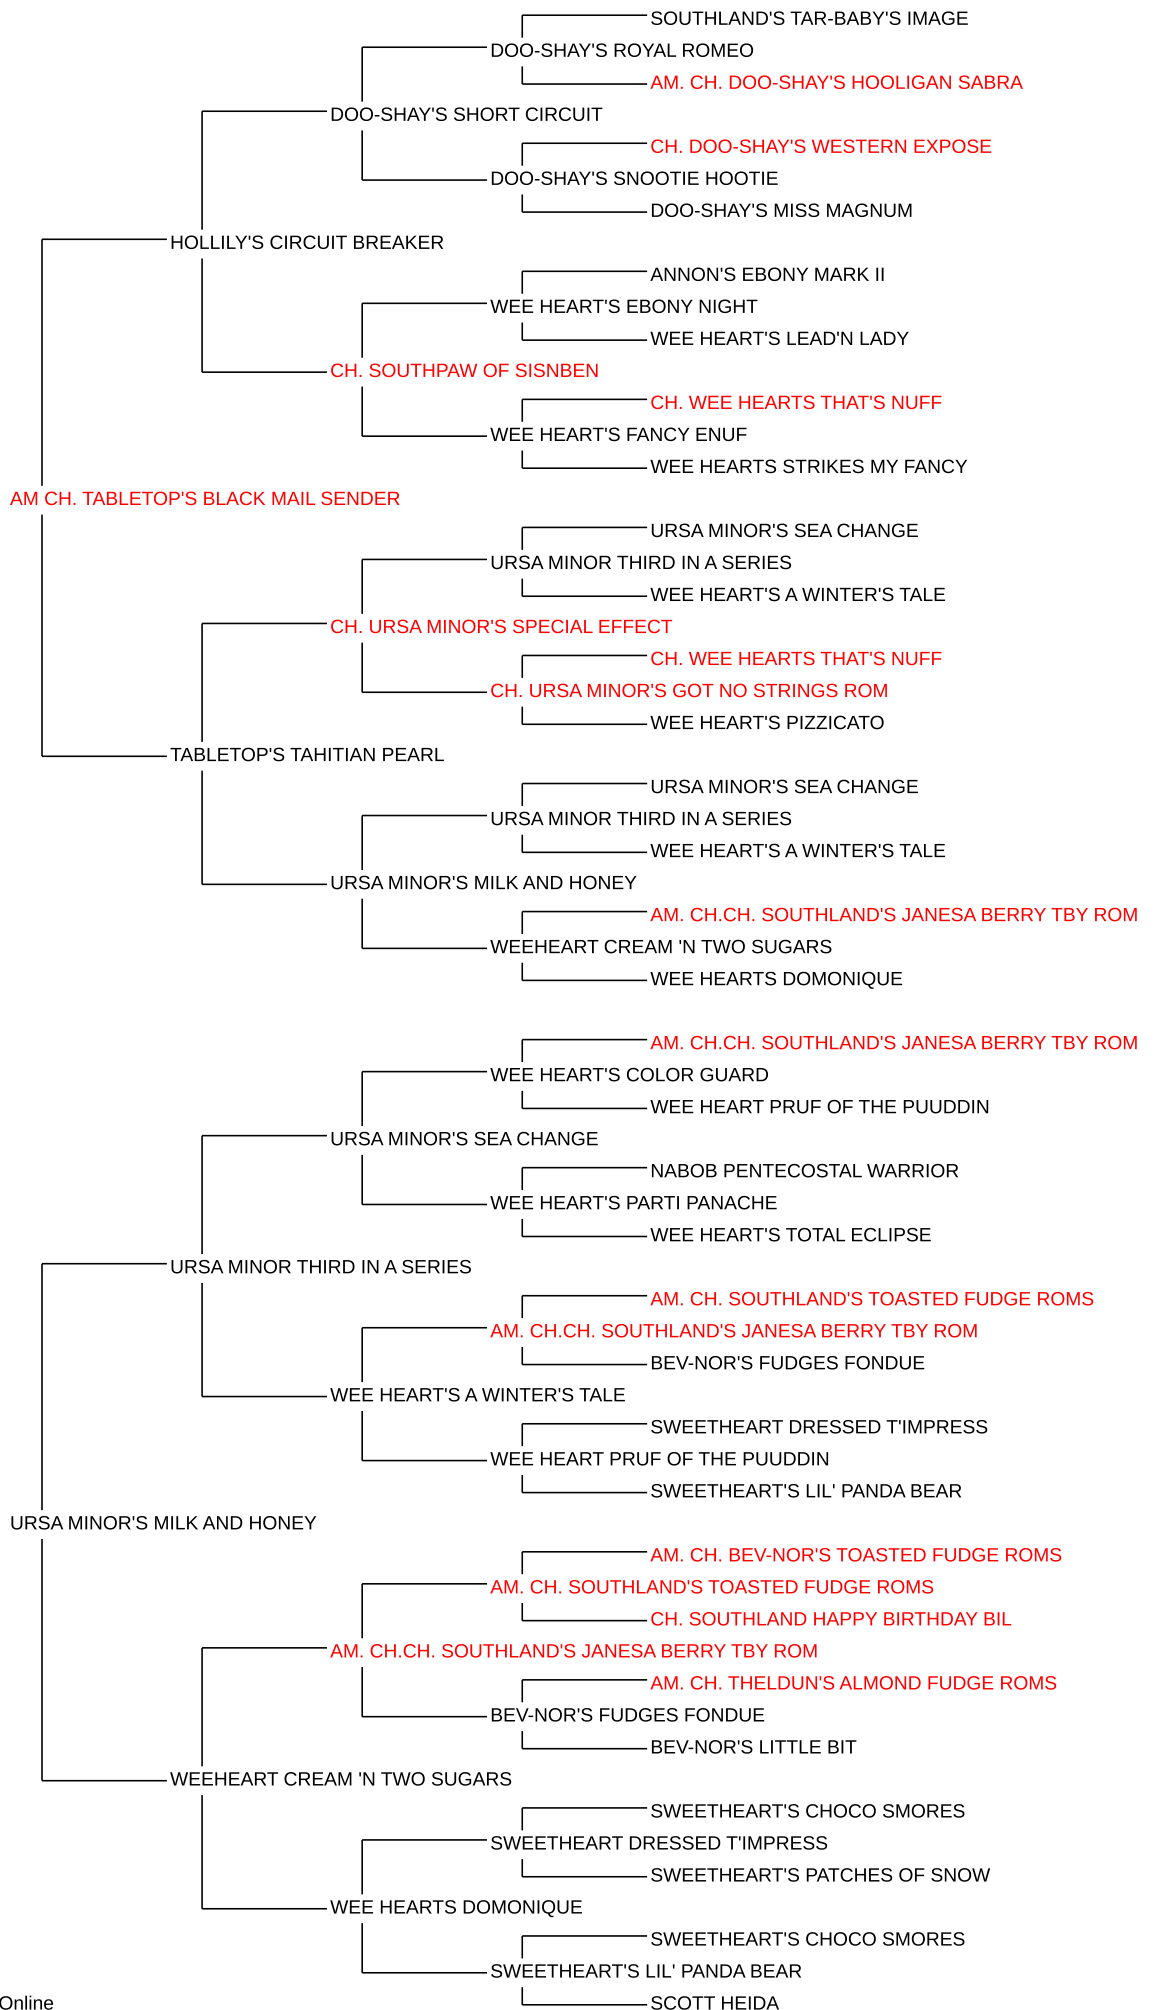 SOUTHLAND'S TAR-BABY'S IMAGE
DOO-SHAY'S ROYAL ROMEO
AM. CH. DOO-SHAY'S HOOLIGAN SABRA
DOO-SHAY'S SHORT CIRCUIT
CH. DOO-SHAY'S WESTERN EXPOSE
DOO-SHAY'S SNOOTIE HOOTIE
DOO-SHAY'S MISS MAGNUM
HOLLILY'S CIRCUIT BREAKER
ANNON'S EBONY MARK II
WEE HEART'S EBONY NIGHT
WEE HEART'S LEAD'N LADY
CH. SOUTHPAW OF SISNBEN
CH. WEE HEARTS THAT'S NUFF
WEE HEART'S FANCY ENUF
WEE HEARTS STRIKES MY FANCY
AM CH. TABLETOP'S BLACK MAIL SENDER
URSA MINOR'S SEA CHANGE
URSA MINOR THIRD IN A SERIES
WEE HEART'S A WINTER'S TALE
CH. URSA MINOR'S SPECIAL EFFECT
CH. WEE HEARTS THAT'S NUFF
CH. URSA MINOR'S GOT NO STRINGS ROM
WEE HEART'S PIZZICATO
TABLETOP'S TAHITIAN PEARL
URSA MINOR'S SEA CHANGE
URSA MINOR THIRD IN A SERIES
WEE HEART'S A WINTER'S TALE
URSA MINOR'S MILK AND HONEY
AM. CH.CH. SOUTHLAND'S JANESA BERRY TBY ROM
WEEHEART CREAM 'N TWO SUGARS
WEE HEARTS DOMONIQUE
AM. CH.CH. SOUTHLAND'S JANESA BERRY TBY ROM
WEE HEART'S COLOR GUARD
WEE HEART PRUF OF THE PUUDDIN
URSA MINOR'S SEA CHANGE
NABOB PENTECOSTAL WARRIOR
WEE HEART'S PARTI PANACHE
WEE HEART'S TOTAL ECLIPSE
URSA MINOR THIRD IN A SERIES
AM. CH. SOUTHLAND'S TOASTED FUDGE ROMS
AM. CH.CH. SOUTHLAND'S JANESA BERRY TBY ROM
BEV-NOR'S FUDGES FONDUE
WEE HEART'S A WINTER'S TALE
SWEETHEART DRESSED T'IMPRESS
WEE HEART PRUF OF THE PUUDDIN
SWEETHEART'S LIL' PANDA BEAR
URSA MINOR'S MILK AND HONEY
AM. CH. BEV-NOR'S TOASTED FUDGE ROMS
AM. CH. SOUTHLAND'S TOASTED FUDGE ROMS
CH. SOUTHLAND HAPPY BIRTHDAY BIL
AM. CH.CH. SOUTHLAND'S JANESA BERRY TBY ROM
AM. CH. THELDUN'S ALMOND FUDGE ROMS
BEV-NOR'S FUDGES FONDUE
BEV-NOR'S LITTLE BIT
WEEHEART CREAM 'N TWO SUGARS
SWEETHEART'S CHOCO SMORES
SWEETHEART DRESSED T'IMPRESS
SWEETHEART'S PATCHES OF SNOW
WEE HEARTS DOMONIQUE
SWEETHEART'S CHOCO SMORES
SWEETHEART'S LIL' PANDA BEAR
Online
SCOTT HEIDA